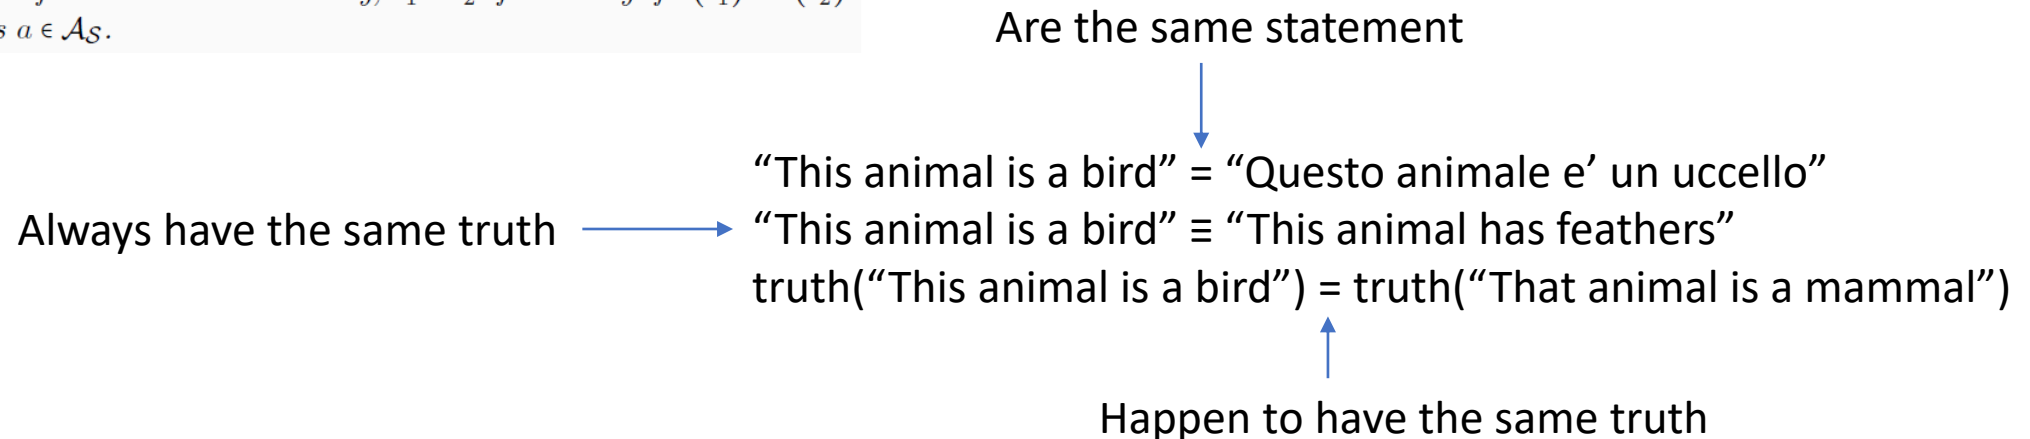 s a ∈ 𝒜_𝒮.
Are the same statement
“This animal is a bird” = “Questo animale e’ un uccello”
Always have the same truth
“This animal is a bird” ≡ “This animal has feathers”
truth(“This animal is a bird”) = truth(“That animal is a mammal”)
Happen to have the same truth